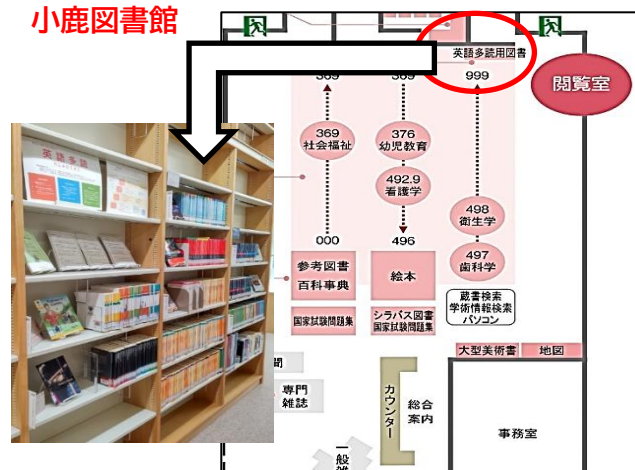 小鹿図書館
英語多読用図書
閲覧室
369
369
999
369
社会福祉
376
幼児教育
492.9
看護学
498
衛生学
497
歯科学
000
496
参考図書
百科事典
絵本
蔵書検索
学術情報検索
パソコン
国家試験問題集
シラバス図書
国家試験問題集
大型美術書
地図
専門
雑誌
カウンター
総合
案内
事務室
一般
英語多読